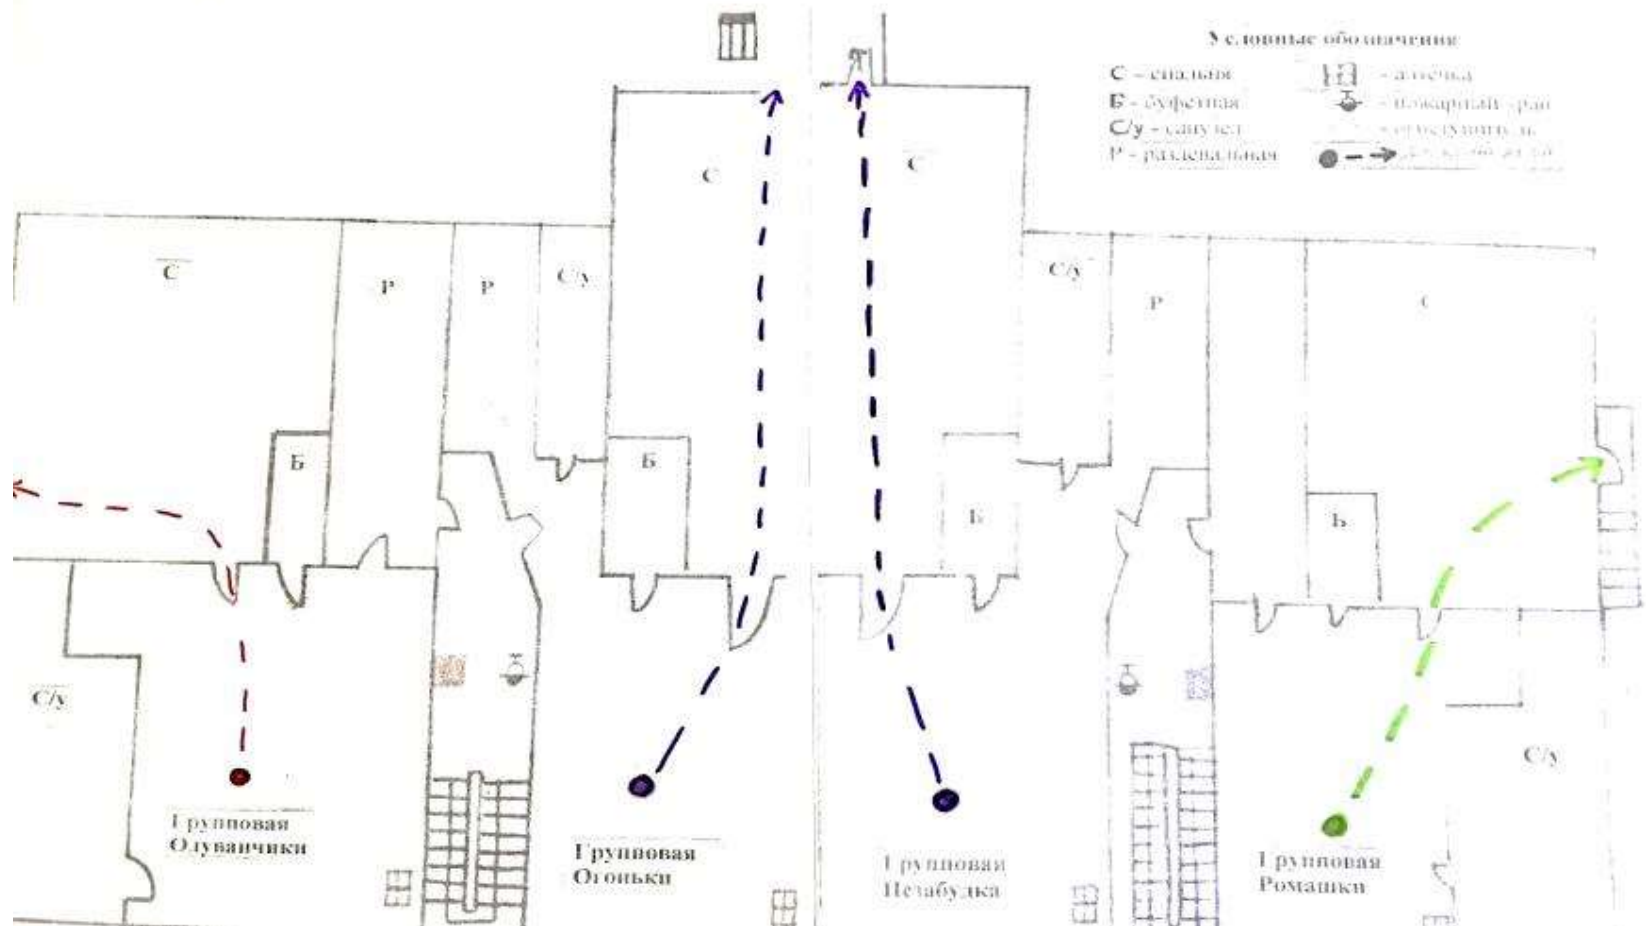 Условные обозначения
С - спальня
Б - буфетная
С/у - санузел
Р - раздевальная
- аптечка
- пожарный кран
С
С
С
Р
Р
С/у
С/у
Р
С
Б
Б
Б
Б
С/у
С/у
Групповая
Одуванчики
Групповая
Огоньки
Групповая
Незабудка
Групповая
Ромашки